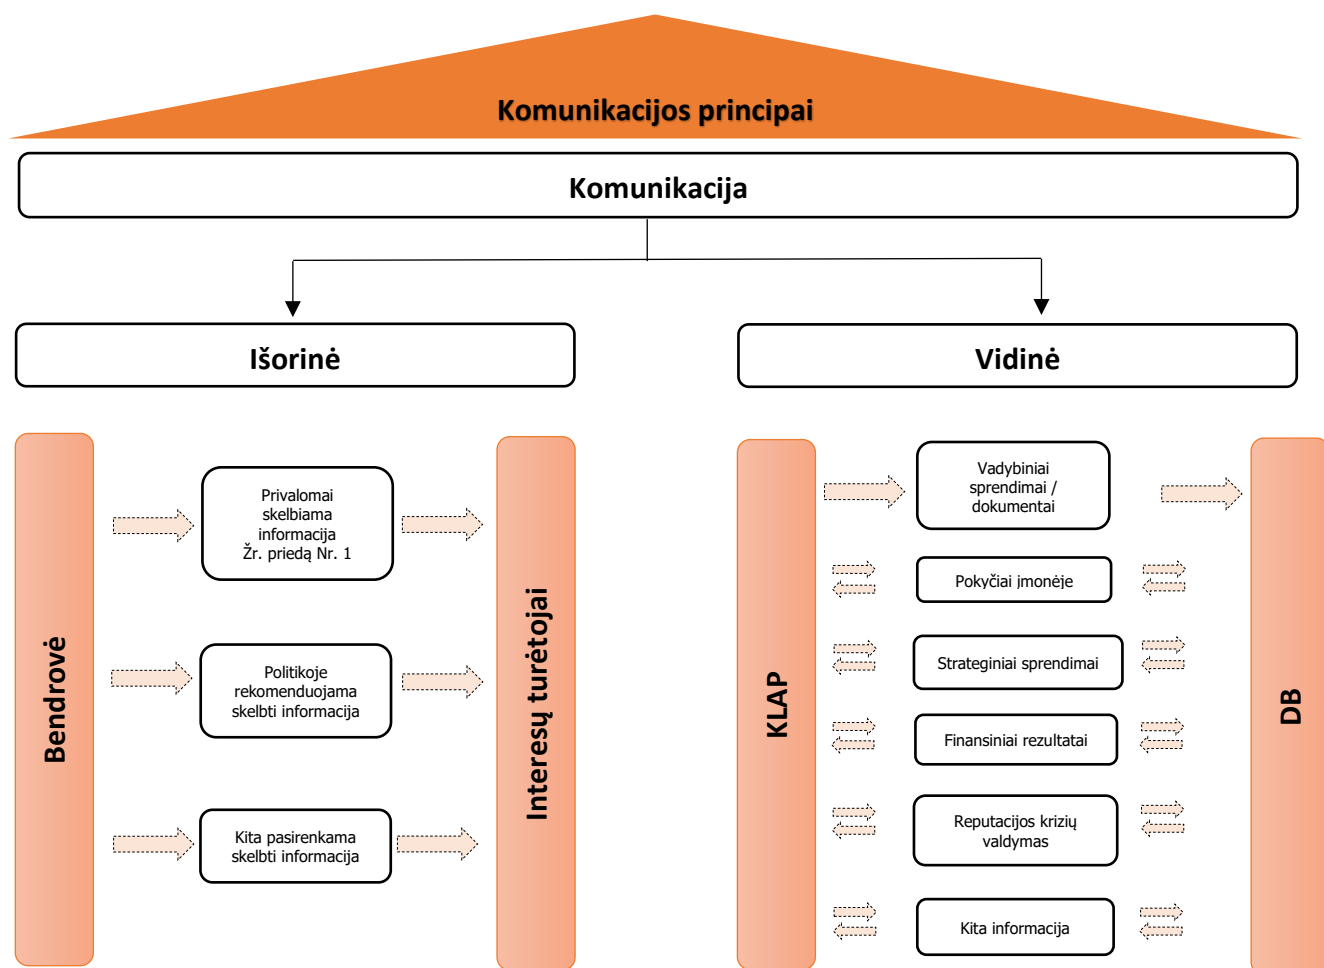 Komunikacijos principai
Komunikacija
Išorinė
Vidinė
Bendrovė
Privalomai
skelbiama
informacija
Žr. priedą Nr. 1
Politikoje
rekomenduojama
skelbti informacija
Kita pasirenkama
skelbti informacija
Interesų turėtojai
KLAP
Vadybiniai
sprendimai /
dokumentai
Pokyčiai įmonėje
Strateginiai sprendimai
Finansiniai rezultatai
Reputacijos krizių
valdymas
Kita informacija
DB